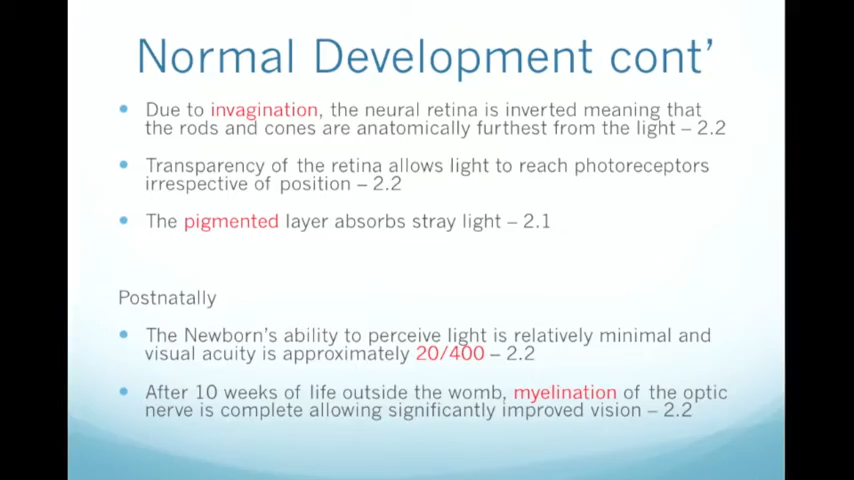 Normal Development cont’
• Due to invagination, the neural retina is inverted meaning that
the rods and cones are anatomically furthest from the light – 2.2
• Transparency of the retina allows light to reach photoreceptors
irrespective of position – 2.2
• The pigmented layer absorbs stray light – 2.1
Postnatally
• The Newborn’s ability to perceive light is relatively minimal and
visual acuity is approximately 20/400 – 2.2
• After 10 weeks of life outside the womb, myelination of the optic
nerve is complete allowing significantly improved vision – 2.2